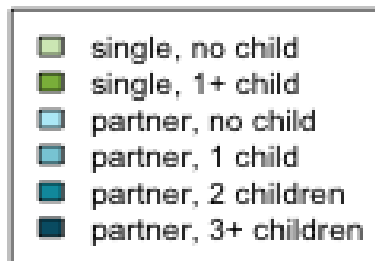 single, no child
single, 1+ child
partner, no child
partner, 1 child
partner, 2 children
partner, 3+ children